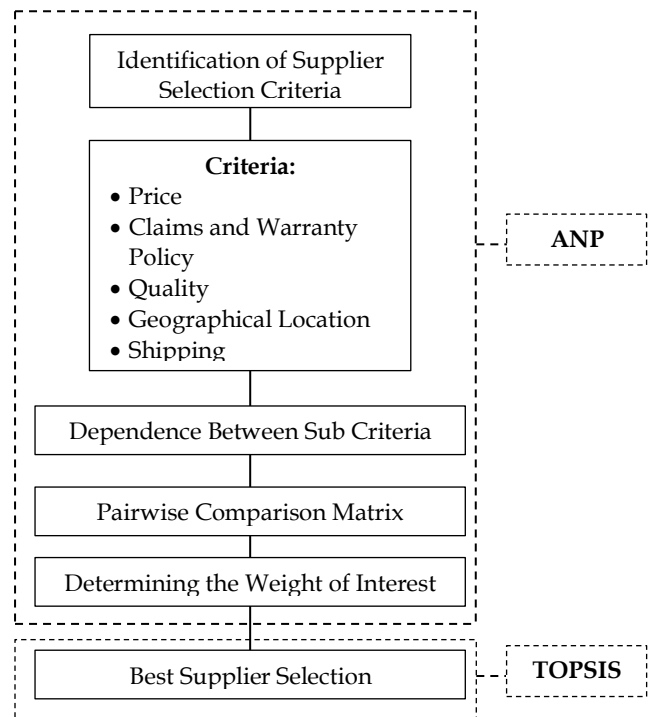 Identification of Supplier
Selection Criteria
Criteria:
• Price
• Claims and Warranty
Policy
• Quality
• Geographical Location
• Shipping
ANP
Dependence Between Sub Criteria
Pairwise Comparison Matrix
Determining the Weight of Interest
Best Supplier Selection
TOPSIS